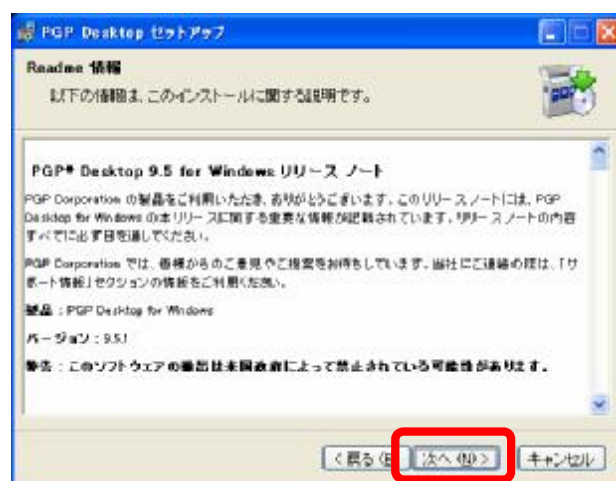 PGP Desktop セットアップ
Readme 情報
以下の情報は、このインストールに関する説明です。
PGP® Desktop 9.5 for Windows リリース ノート
PGP Corporation の製品をご利用いただき、ありがとうございます。このリリースノートには、PGP
Desktop for Windows の本リリースに関する重要な情報が記載されています。リリースノートの内容
すべてに必ず目を通してください。
PGP Corporation では、皆様からのご意見やご提案をお待ちしています。当社にご連絡の際は、「サ
ポート情報」セクションの情報をご利用ください。
製品 : PGP Desktop for Windows
バージョン : 9.5.1
警告 : このソフトウェアの輸出は米国政府によって禁止されている可能性があります。
< 戻る (B
次へ (N) >
キャンセル